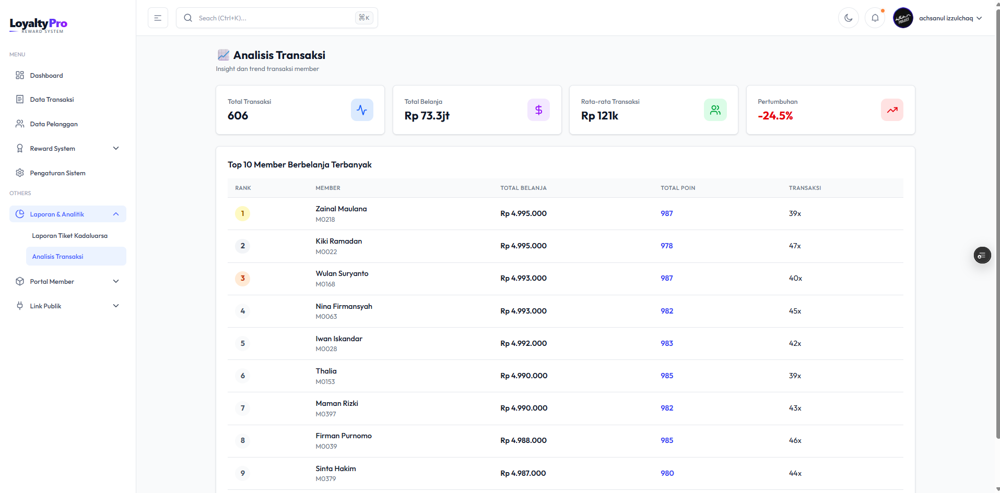 LoyaltyPro
REWARD SYSTEM
Seach (Ctrl+K)...
⌘K
achsanul izzulchaq
MENU
Dashboard
Data Transaksi
Data Pelanggan
Reward System
Pengaturan Sistem
OTHERS
Laporan & Analitik
Laporan Tiket Kadaluarsa
Analisis Transaksi
Portal Member
Link Publik
Analisis Transaksi
Insight dan trend transaksi member
Total Transaksi
606
Total Belanja
Rp 73.3jt
Rata-rata Transaksi
Rp 121k
Pertumbuhan
-24.5%
Top 10 Member Berbelanja Terbanyak
RANK MEMBER TOTAL BELANJA TOTAL POIN TRANSAKSI
1 Zainal Maulana Rp 4.995.000 987 39x
M0218
2 Kiki Ramadan Rp 4.995.000 978 47x
M0022
3 Wulan Suryanto Rp 4.993.000 987 40x
M0168
4 Nina Firmansyah Rp 4.993.000 982 45x
M0063
5 Iwan Iskandar Rp 4.992.000 983 42x
M0028
6 Thalia Rp 4.990.000 985 39x
M0153
7 Maman Rizki Rp 4.990.000 982 43x
M0397
8 Firman Purnomo Rp 4.988.000 985 46x
M0039
9 Sinta Hakim Rp 4.987.000 980 44x
M0379